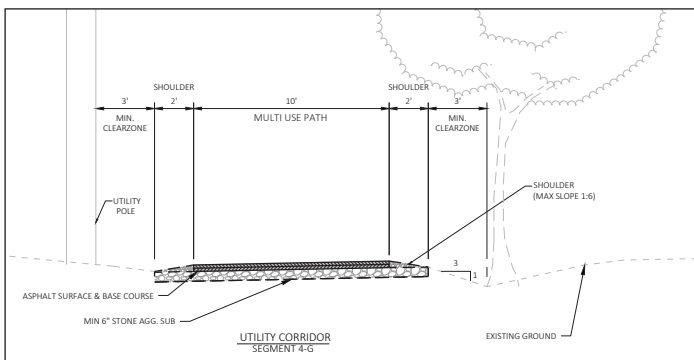 SHOULDER
SHOULDER
3'
2'
10'
2'
3'
MIN.
CLEARZONE
MULTI USE PATH
MIN.
CLEARZONE
UTILITY
POLE
SHOULDER
(MAX SLOPE 1:6)
3
1
ASPHALT SURFACE & BASE COURSE
MIN 6" STONE AGG. SUB
UTILITY CORRIDOR
SEGMENT 4-G
EXISTING GROUND